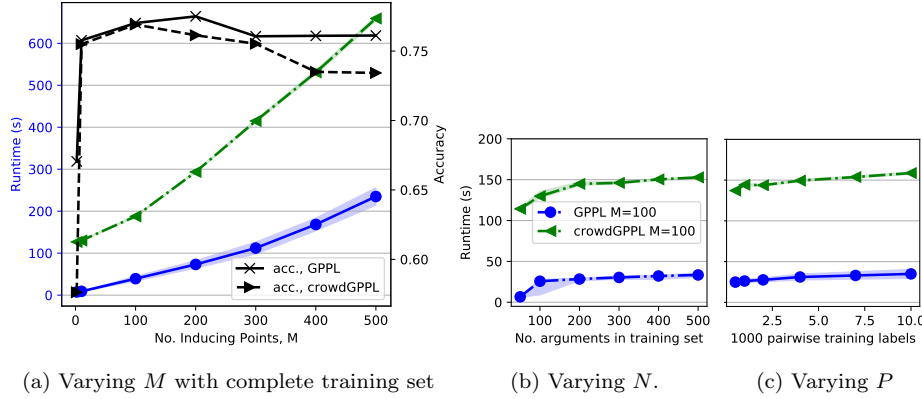 600
500
400
300
200
100
0
Runtime (s)
0.75
0.70
0.65
0.60
Accuracy
acc., GPPL
acc., crowdGPPL
0 100 200 300 400 500
No. Inducing Points, M
(a) Varying M with complete training set
200
150
100
50
0
Runtime (s)
GPPL M=100
crowdGPPL M=100
100 200 300 400 500
No. arguments in training set
(b) Varying N.
2.5 5.0 7.5 10.0
1000 pairwise training labels
(c) Varying P